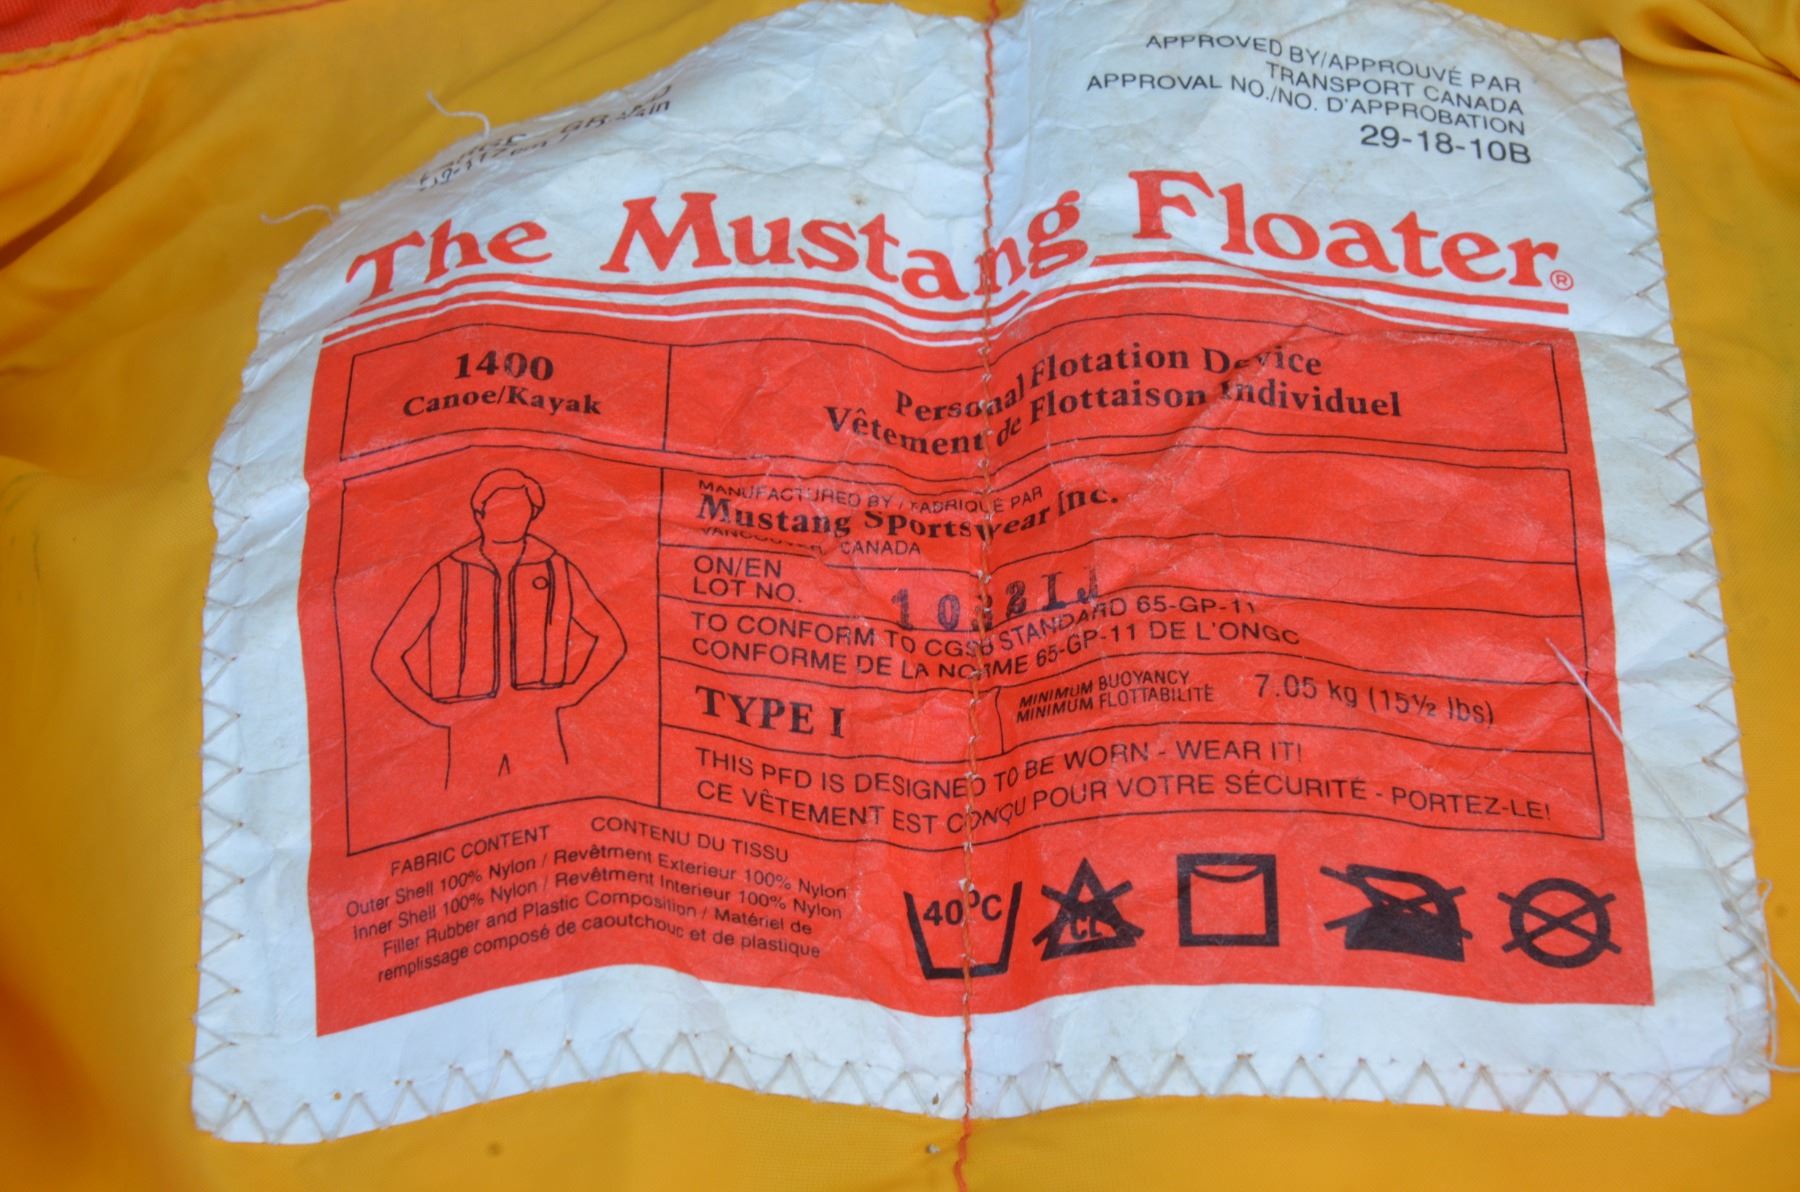 APPROVED BY/APPROUVÉ PAR
TRANSPORT CANADA
APPROVAL NO./NO. D'APPROBATION
29-18-10B
The Mustang Floater®
1400
Canoe/Kayak
Personal Flotation Device
Vêtement de Flottaison Individuel
MANUFACTURED BY / FABRIQUÉ PAR
Mustang Sportswear Inc.
VANCOUVER, CANADA
ON/EN
LOT NO.
TO CONFORM TO CGSB STANDARD 65-GP-11
CONFORME DE LA NORME 65-GP-11 DE L'ONGC
TYPE I
MINIMUM BUOYANCY
MINIMUM FLOTTABILITÉ
7.05 kg (15½ lbs)
THIS PFD IS DESIGNED TO BE WORN - WEAR IT!
CE VÊTEMENT EST CONÇU POUR VOTRE SÉCURITÉ - PORTEZ-LE!
FABRIC CONTENT CONTENU DU TISSU
Outer Shell 100% Nylon / Revêtment Exterieur 100% Nylon
Inner Shell 100% Nylon / Revêtment Interieur 100% Nylon
Filler Rubber and Plastic Composition / Matériel de
remplissage composé de caoutchouc et de plastique
40°C
CL